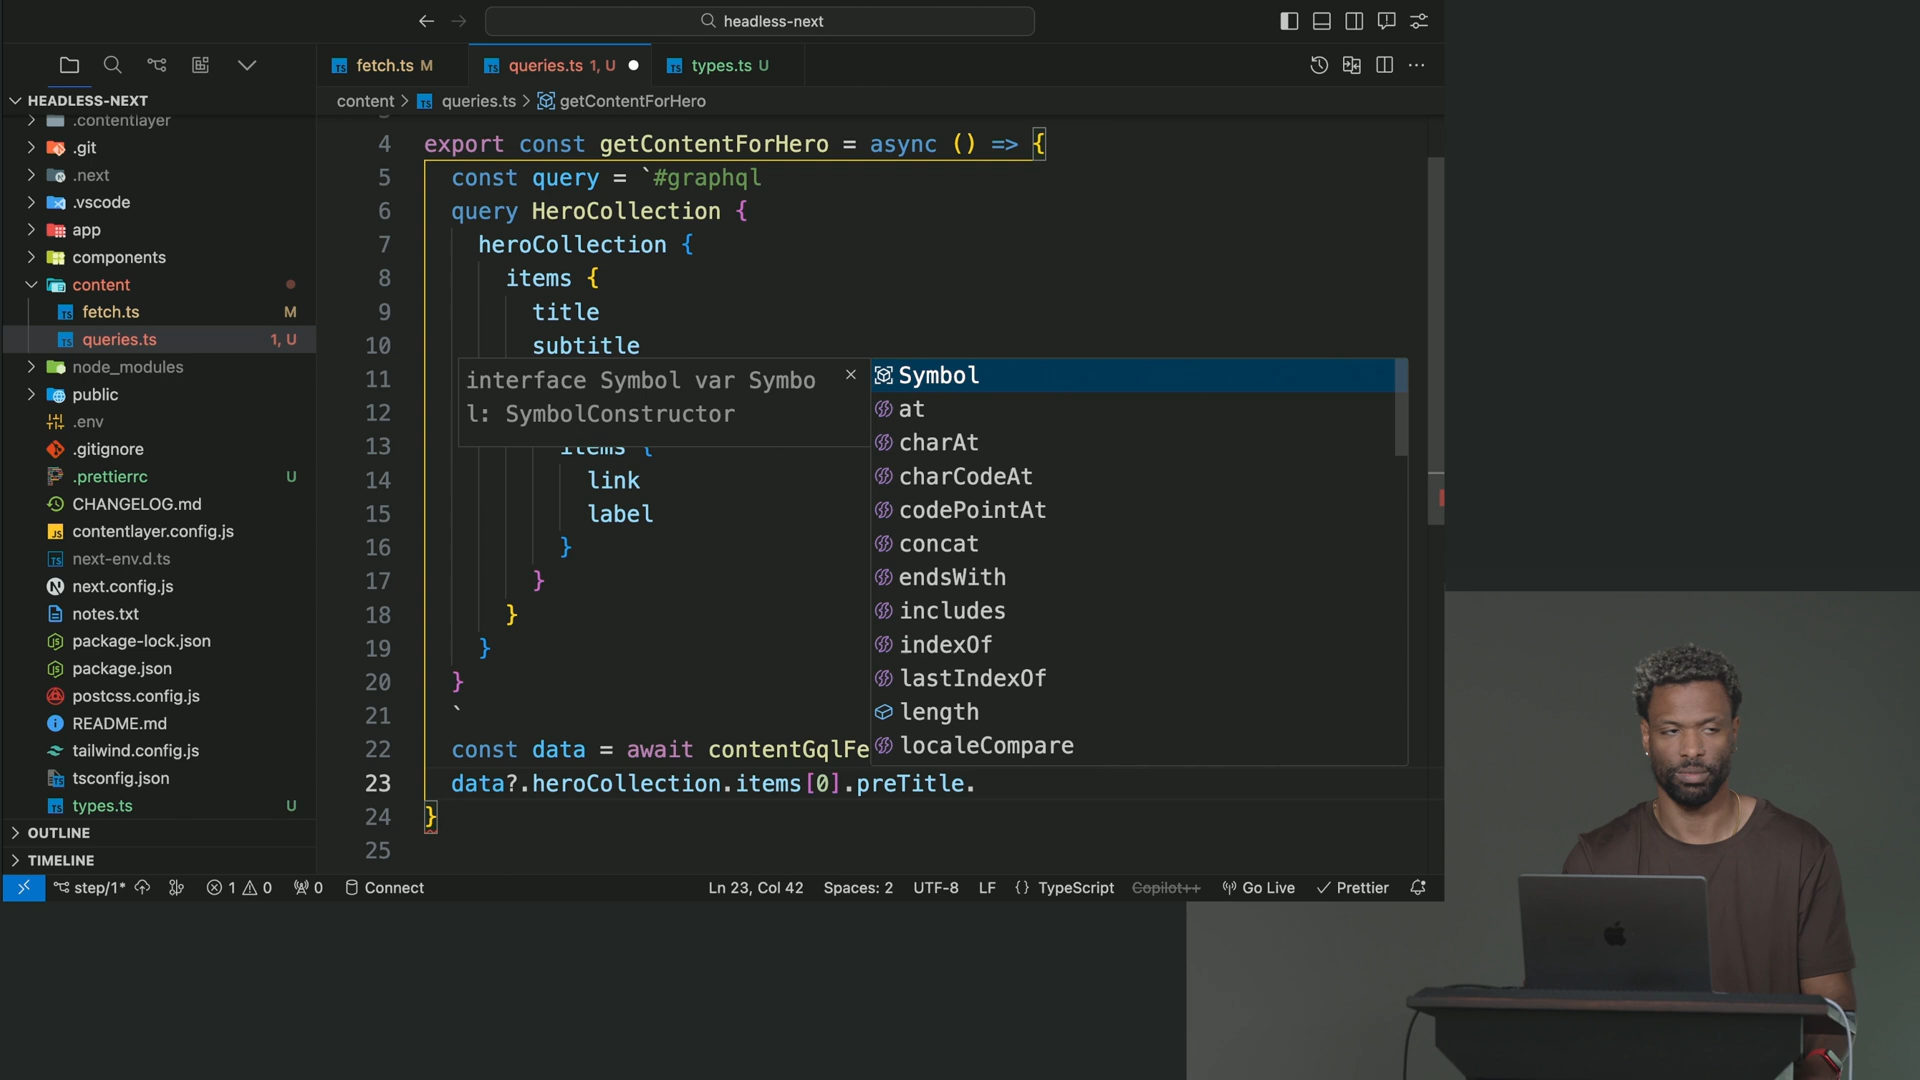 headless-next
fetch.ts M
queries.ts 1, U
types.ts U
HEADLESS-NEXT
content > queries.ts > getContentForHero
.contentlayer
.git
.next
.vscode
app
components
content
fetch.ts M
queries.ts 1, U
node_modules
public
.env
.gitignore
.prettierrc U
CHANGELOG.md
contentlayer.config.js
next-env.d.ts
next.config.js
notes.txt
package-lock.json
package.json
postcss.config.js
README.md
tailwind.config.js
tsconfig.json
types.ts U
OUTLINE
TIMELINE
4 export const getContentForHero = async () => {
5 const query = `#graphql
6 query HeroCollection {
7 heroCollection {
8 items {
9 title
10 subtitle
11
12
13 items {
14 link
15 label
16 }
17 }
18 }
19 }
20 }
21 `
22 const data = await contentGqlFe
23 data?.heroCollection.items[0].preTitle.
24 }
25
interface Symbol var Symbo
l: SymbolConstructor
Symbol
at
charAt
charCodeAt
codePointAt
concat
endsWith
includes
indexOf
lastIndexOf
length
localeCompare
step/1* 1 0 0 Connect
Ln 23, Col 42 Spaces: 2 UTF-8 LF {} TypeScript Copilot++ Go Live Prettier